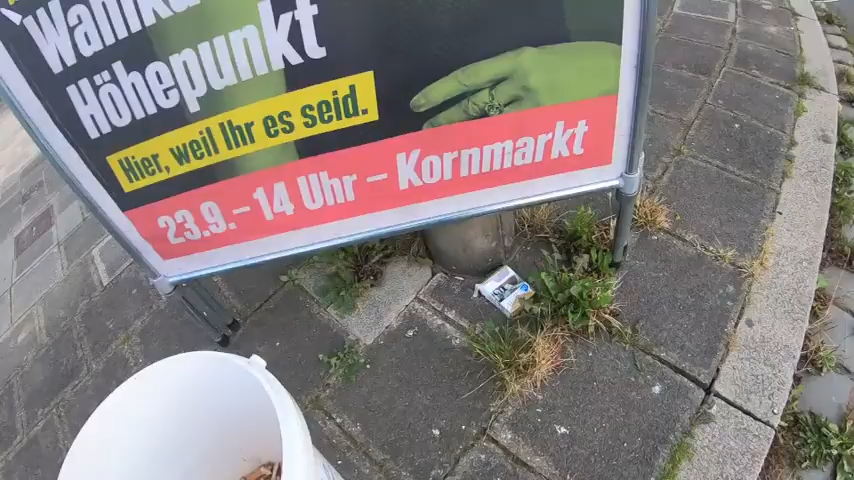 Höhepunkt
Hier, weil Ihr es seid.
23.9. – 14 Uhr – Kornmarkt